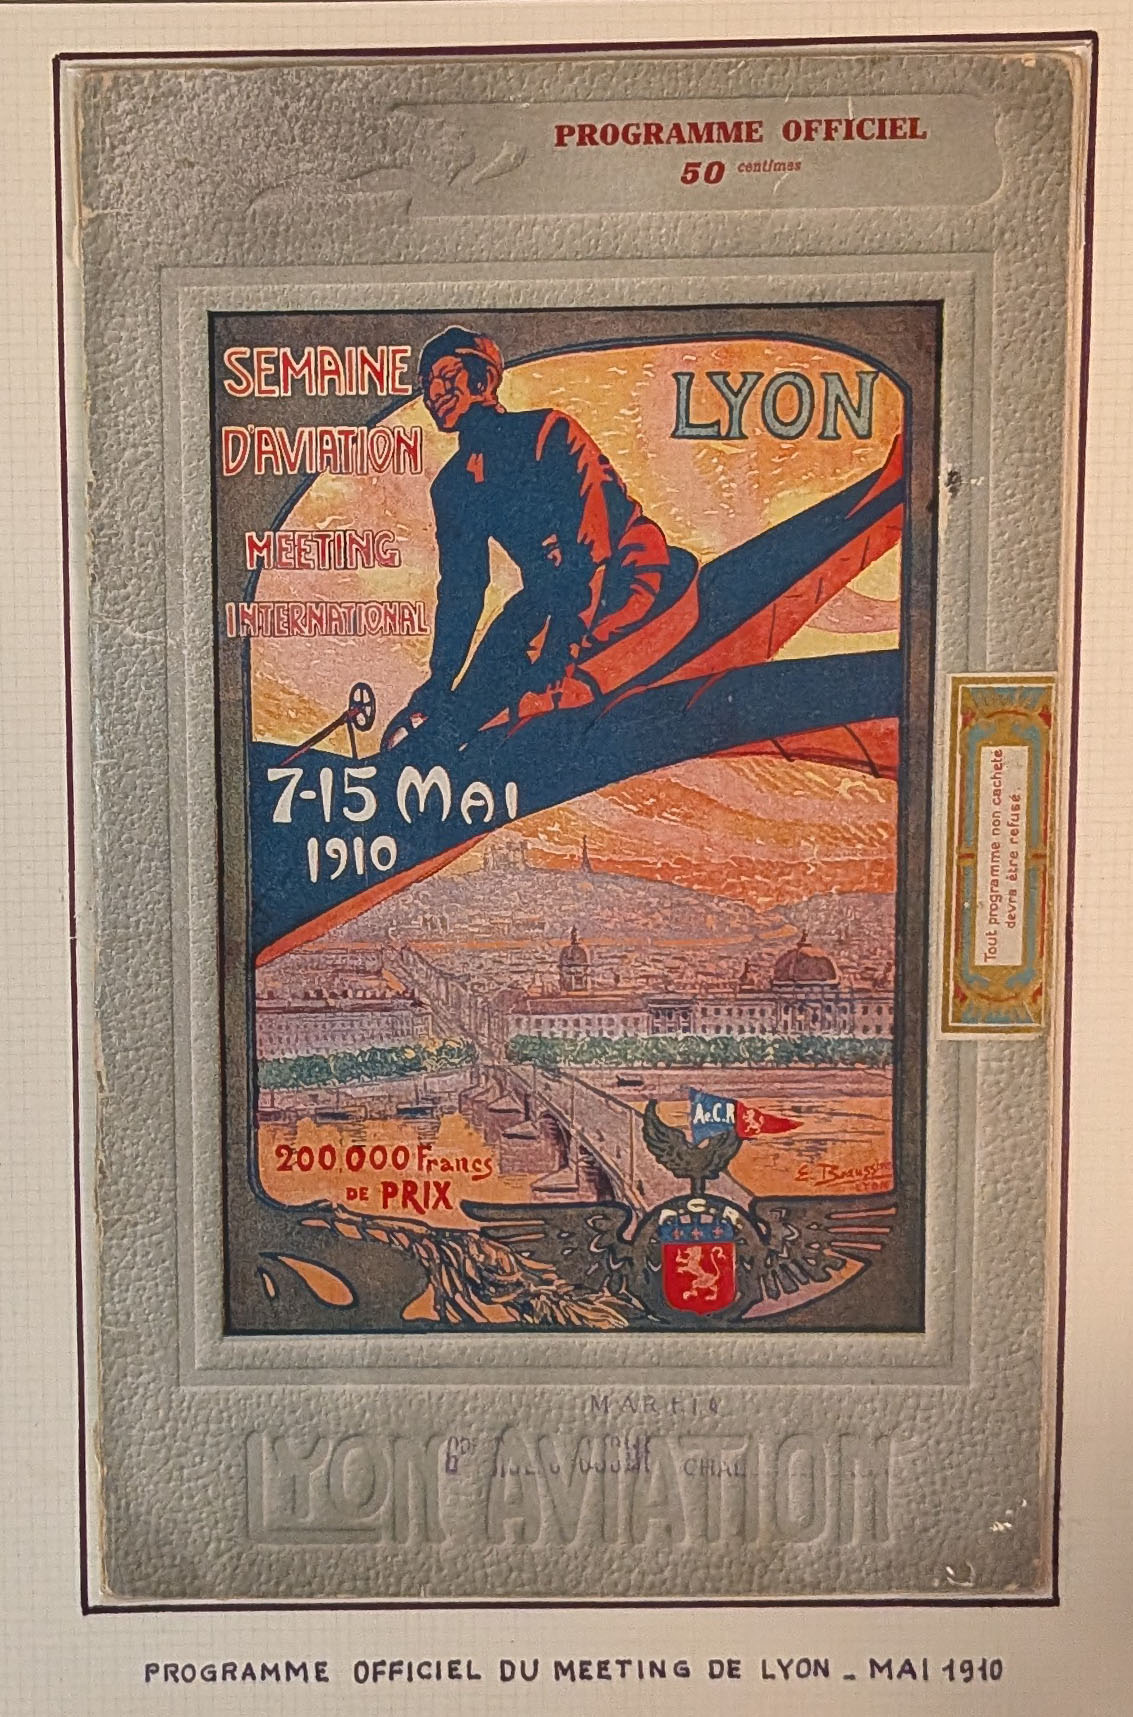 PROGRAMME OFFICIEL
50 centimes
SEMAINE
D'AVIATION
LYON
MEETING
INTERNATIONAL
7-15 MAI
1910
Tout programme non cacheté
devra être refusé.
Ae.C.R
200.000 Francs
DE PRIX
LYON
A.C.R.
LYON AVIATION
PROGRAMME OFFICIEL DU MEETING DE LYON _ MAI 1910